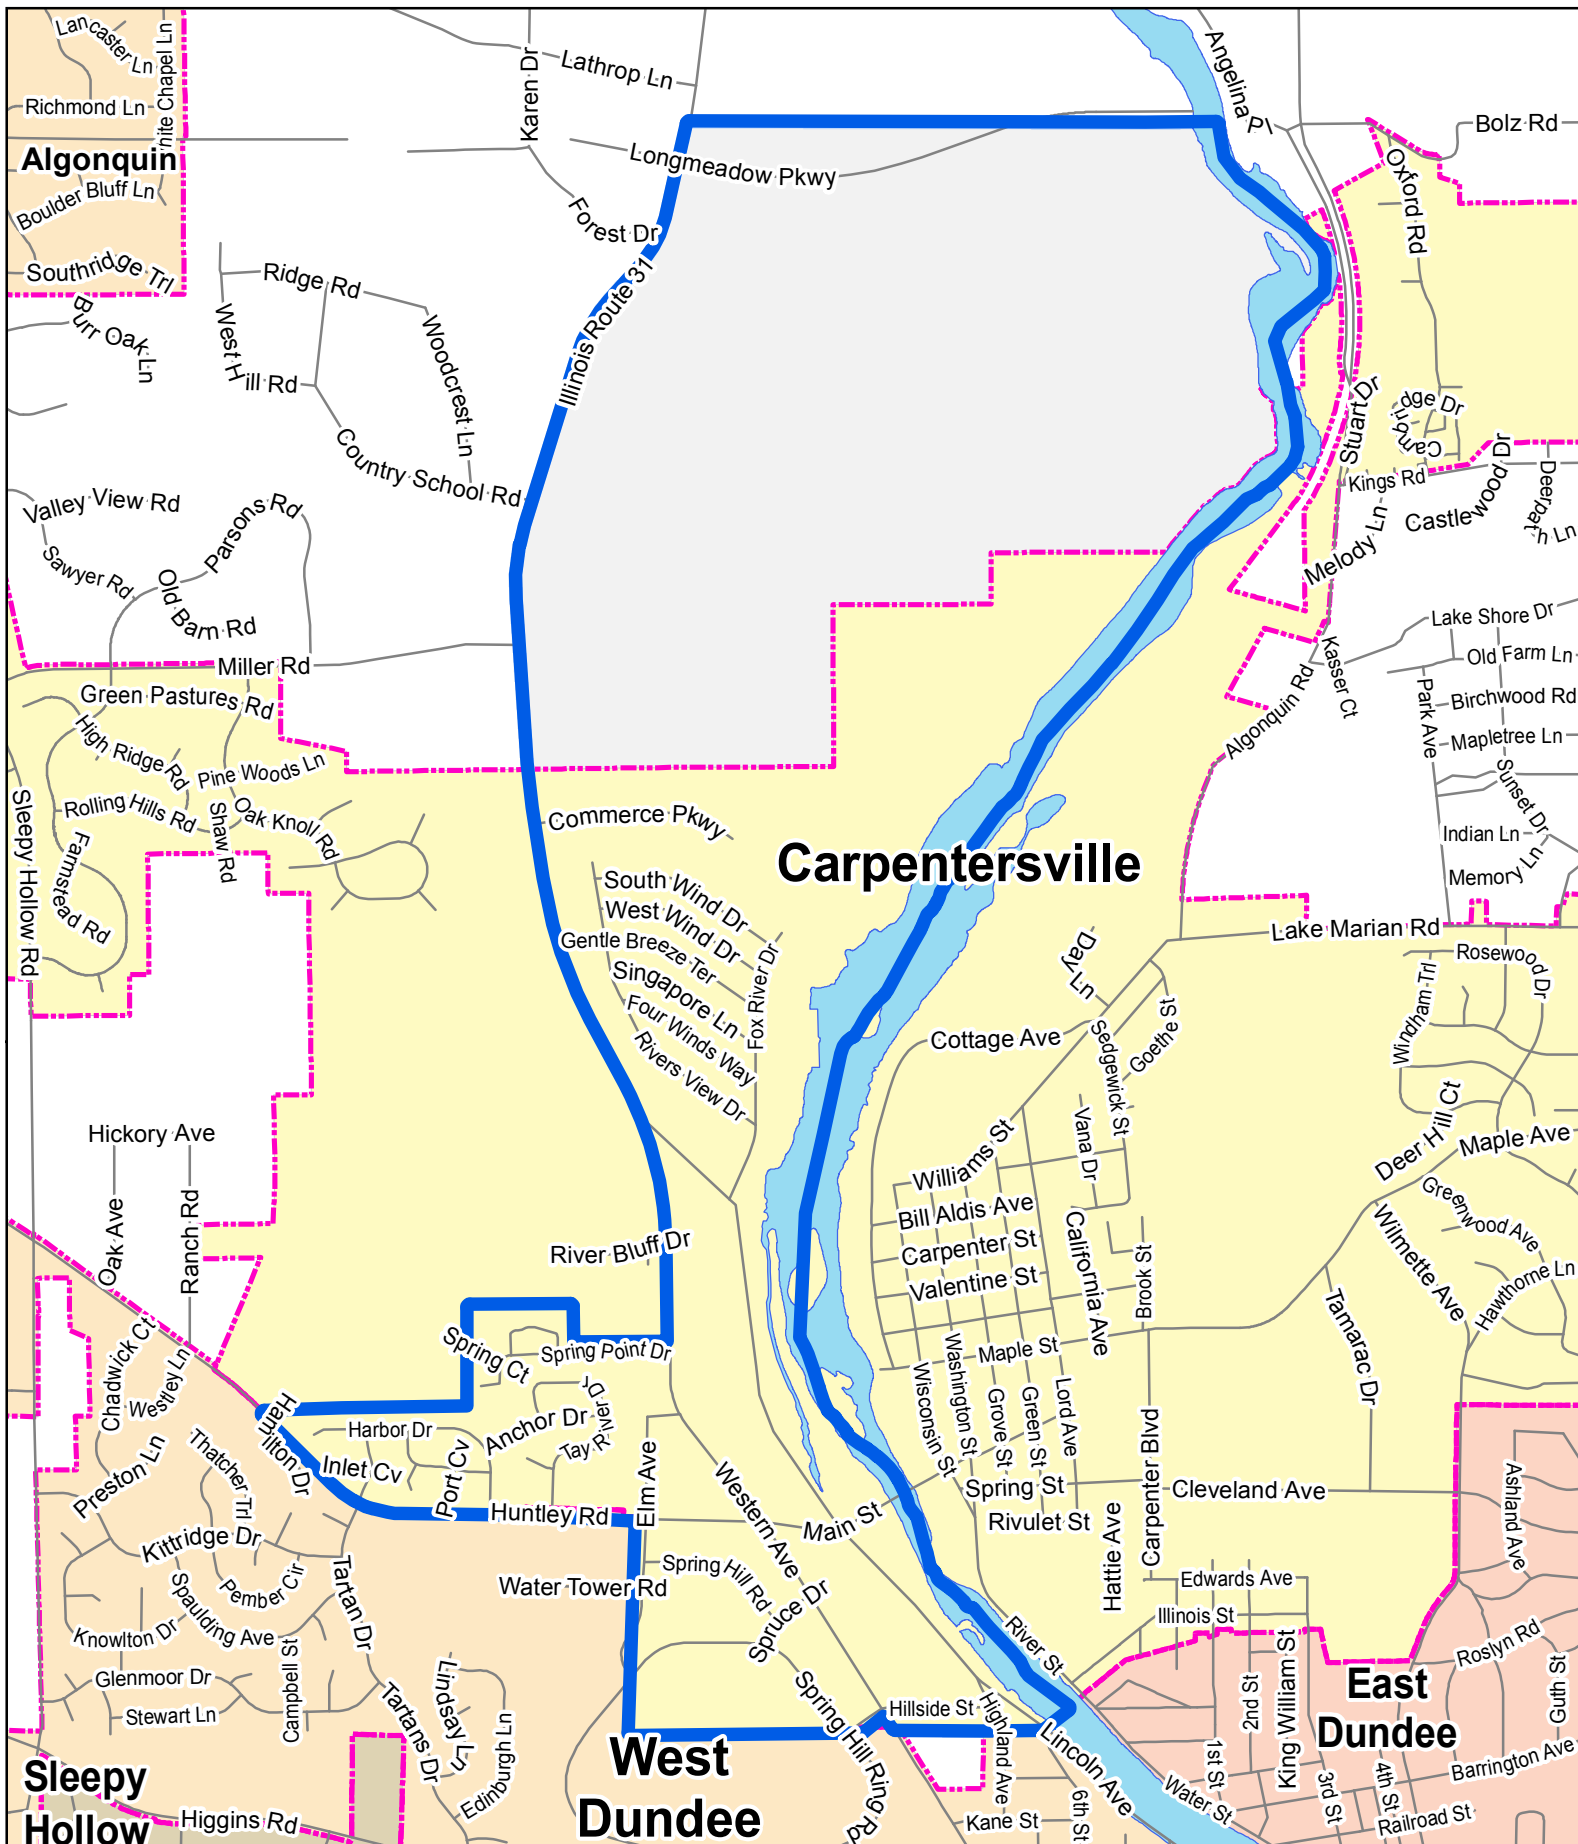 Lancaster Ln
Lathrop Ln
Karen Dr
Angelina Pl
Richmond Ln
hite Chapel Ln
Bolz Rd
Algonquin
Longmeadow Pkwy
Oxford Rd
Boulder Bluff Ln
Forest Dr
Southridge Trl
Ridge Rd
Illinois Route 31
Burr Oak Ln
West Hill Rd
Woodcrest Ln
Stuart Dr
Cambridge Dr
Country School Rd
Kings Rd
Castlewood Dr
Deerpath Ln
Valley View Rd
Parsons Rd
Melody Ln
Sawyer Rd
Old Barn Rd
Lake Shore Dr
Miller Rd
Kasser Ct
Old Farm Ln
Green Pastures Rd
Algonquin Rd
Park Ave
Birchwood Rd
High Ridge Rd
Mapletree Ln
Pine Woods Ln
Sunset Dr
Sleepy Hollow Rd
Rolling Hills Rd
Shaw Rd
Oak Knoll Rd
Commerce Pkwy
Indian Ln
Carpentersville
Farmstead Rd
South Wind Dr
Memory Ln
West Wind Dr
Lake Marian Rd
Gentle Breeze Ter
Day Ln
Rosewood Dr
Singapore Ln
Fox River Dr
Windham Trl
Four Winds Way
Cottage Ave
Sedgewick St
Goethe St
Rivers View Dr
Hickory Ave
Vana Dr
Deer Hill Ct
Maple Ave
Williams St
Oak Ave
Ranch Rd
Bill Aldis Ave
Greenwood Ave
River Bluff Dr
Carpenter St
California Ave
Wilmette Ave
Valentine St
Brook St
Hawthorne Ln
Chadwick Ct
Spring Ct
Spring Point Dr
Washington St
Maple St
Tamarac Dr
Westley Ln
Wisconsin St
Grove St
Green St
Lord Ave
Hamilton Dr
Harbor Dr
Anchor Dr
Tay River Dr
Preston Ln
Thatcher Trl
Inlet Cv
Port Cv
Elm Ave
Western Ave
Carpenter Blvd
Ashland Ave
Spring St
Cleveland Ave
Huntley Rd
Main St
Rivulet St
Hattie Ave
Kittridge Dr
Spring Hill Rd
Water Tower Rd
Pember Cir
Edwards Ave
Spaulding Ave
Tartan Dr
Spruce Dr
Illinois St
Knowlton Dr
River St
Roslyn Rd
Glenmoor Dr
Campbell St
Lindsay Ln
2nd St
King William St
East
Dundee
Guth St
Stewart Ln
Tartans Dr
Edinburgh Ln
Spring Hill Ring Rd
Hillside St
Highland Ave
Lincoln Ave
West
Dundee
1st St
Barrington Ave
Sleepy
Hollow
Water St
3rd St
4th St
Railroad St
Higgins Rd
Kane St
6th St